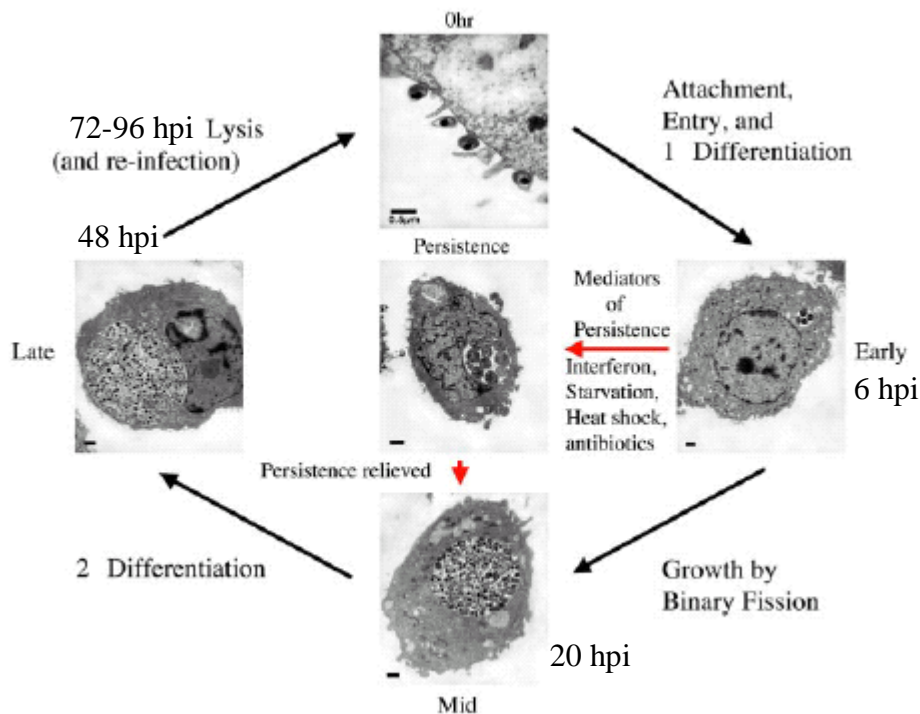 0hr
72-96 hpi Lysis
(and re-infection)
Attachment,
Entry, and
1 Differentiation
48 hpi
Persistence
Mediators
of
Persistence
Late
Early
Interferon,
6 hpi
Starvation,
Heat shock,
antibiotics
Persistence relieved
2 Differentiation
Growth by
Binary Fission
20 hpi
Mid